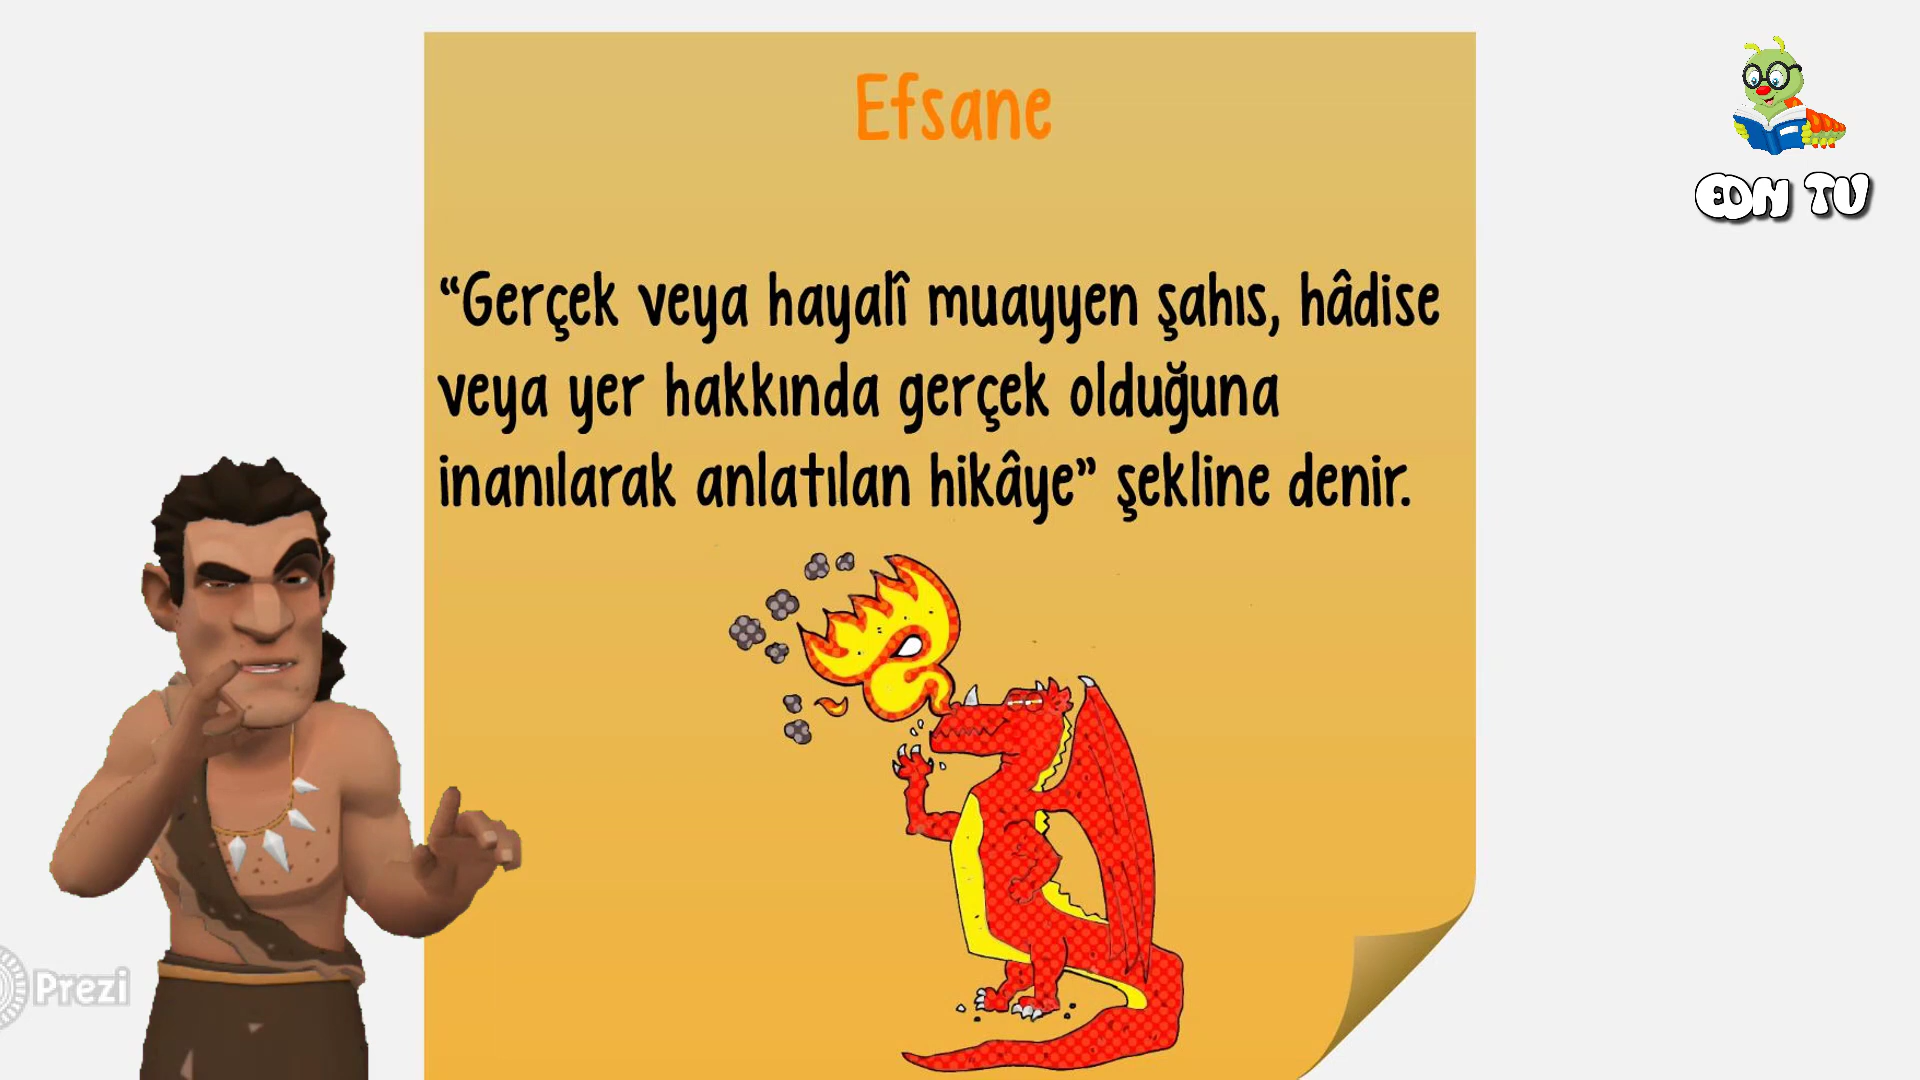 Efsane
“Gerçek veya hayalî muayyen şahıs, hâdise
veya yer hakkında gerçek olduğuna
inanılarak anlatılan hikâye” şekline denir.
EDN TV
Prezi